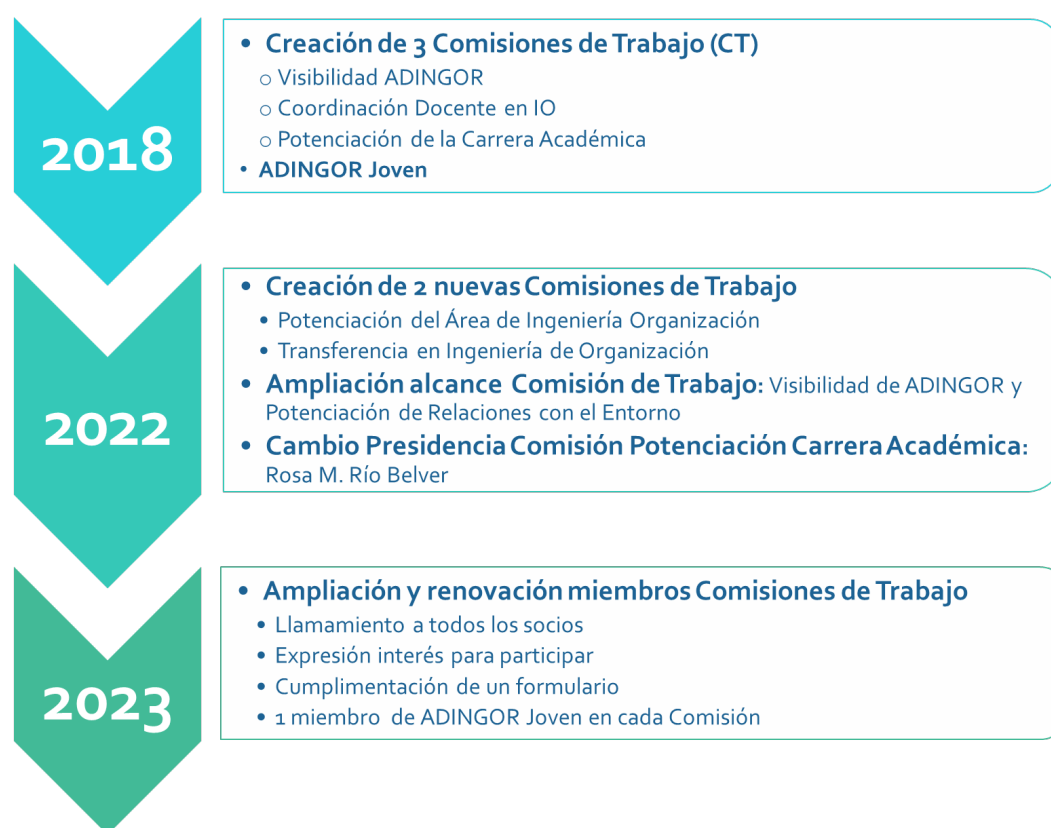 2018
• Creación de 3 Comisiones de Trabajo (CT)
o Visibilidad ADINGOR
o Coordinación Docente en IO
o Potenciación de la Carrera Académica
• ADINGOR Joven
2022
• Creación de 2 nuevas Comisiones de Trabajo
• Potenciación del Área de Ingeniería Organización
• Transferencia en Ingeniería de Organización
• Ampliación alcance Comisión de Trabajo: Visibilidad de ADINGOR y
Potenciación de Relaciones con el Entorno
• Cambio Presidencia Comisión Potenciación Carrera Académica:
Rosa M. Río Belver
2023
• Ampliación y renovación miembros Comisiones de Trabajo
• Llamamiento a todos los socios
• Expresión interés para participar
• Cumplimentación de un formulario
• 1 miembro de ADINGOR Joven en cada Comisión